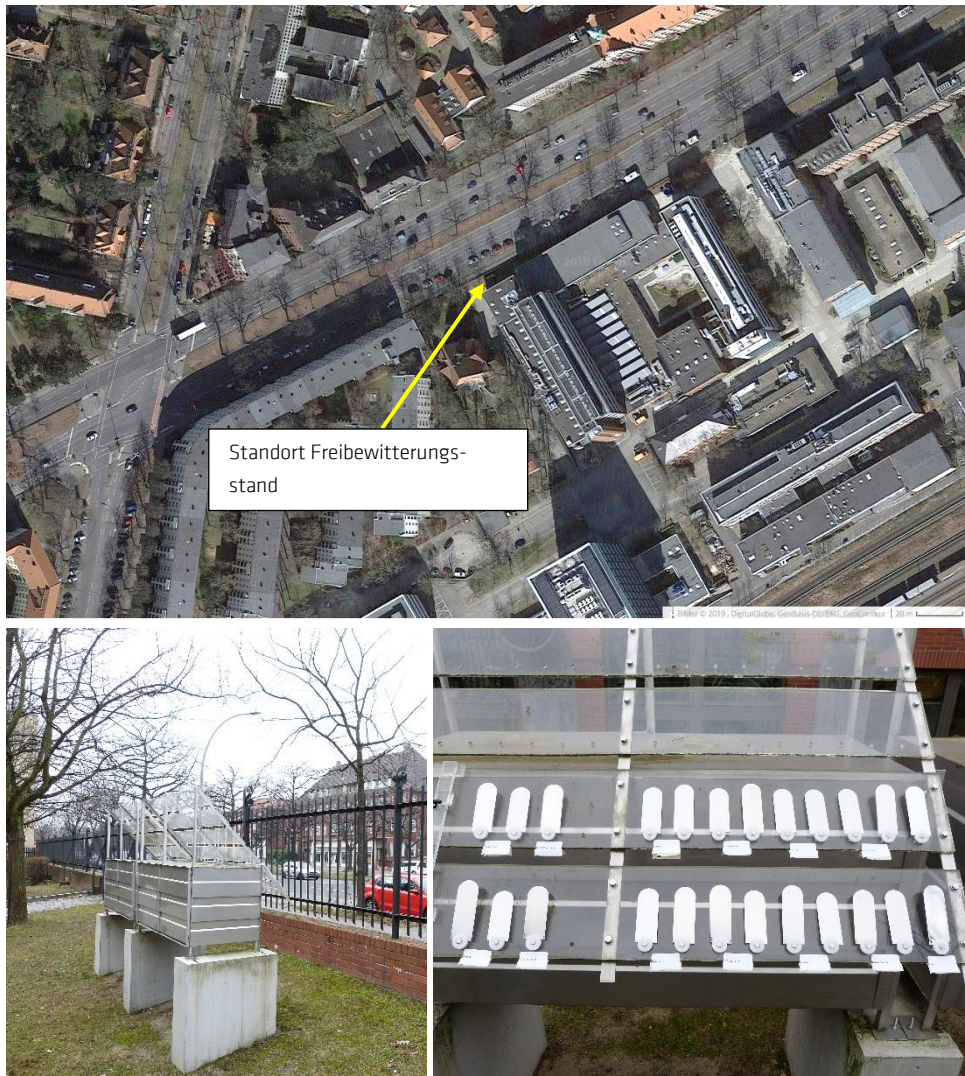 Standort Freibewitterungs-
stand
Bilder © 2019 , DigitalGlobe, GeoBasis-DE/BKG, GeoContent | 20 m